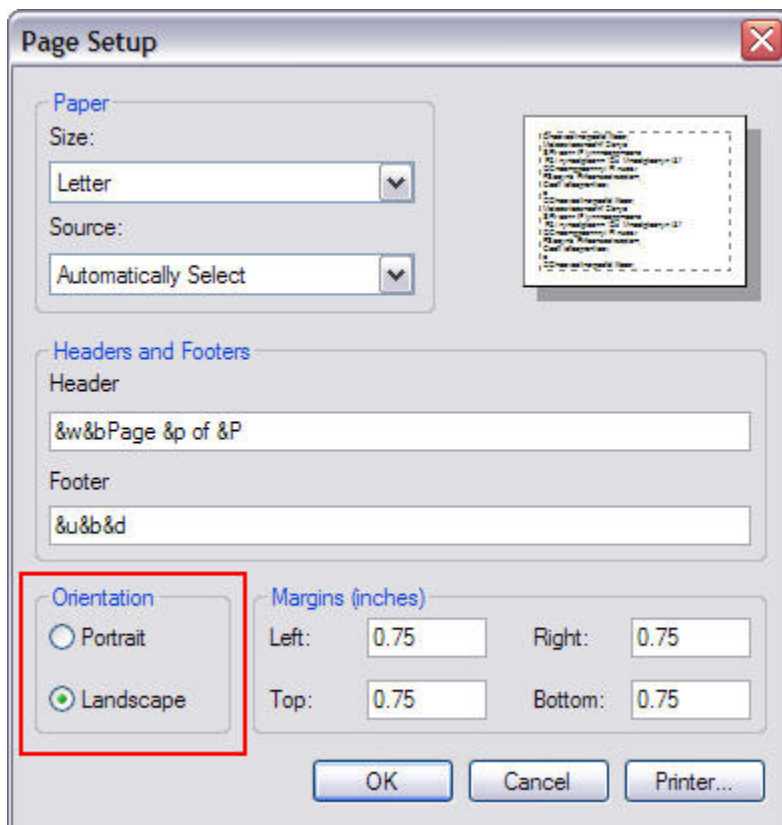 Page Setup
Paper
Size:
Letter
Source:
Automatically Select
Headers and Footers
Header
&w&bPage &p of &P
Footer
&u&b&d
Orientation
Portrait
Landscape
Margins (inches)
Left: 0.75 Right: 0.75
Top: 0.75 Bottom: 0.75
OK Cancel Printer...